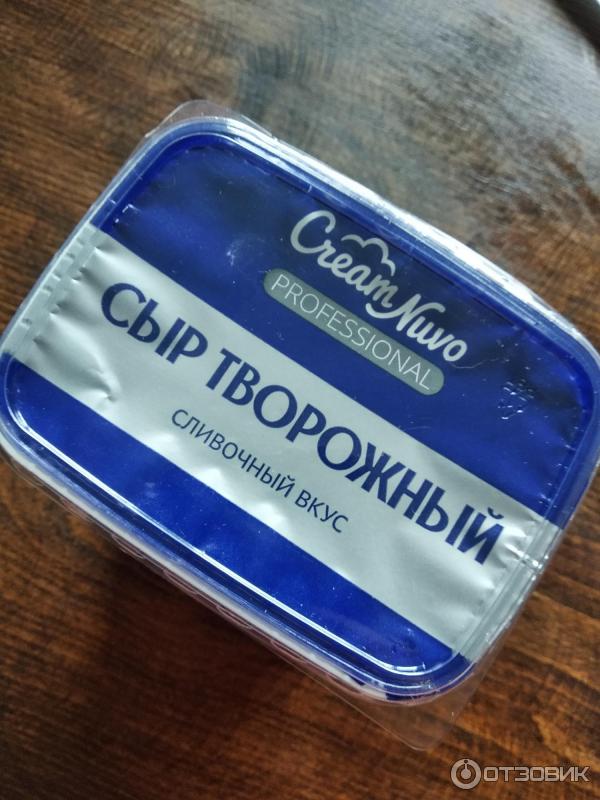 Cream Nuvo
PROFESSIONAL
СЫР ТВОРОЖНЫЙ
СЛИВОЧНЫЙ ВКУС
ОТЗОВИК